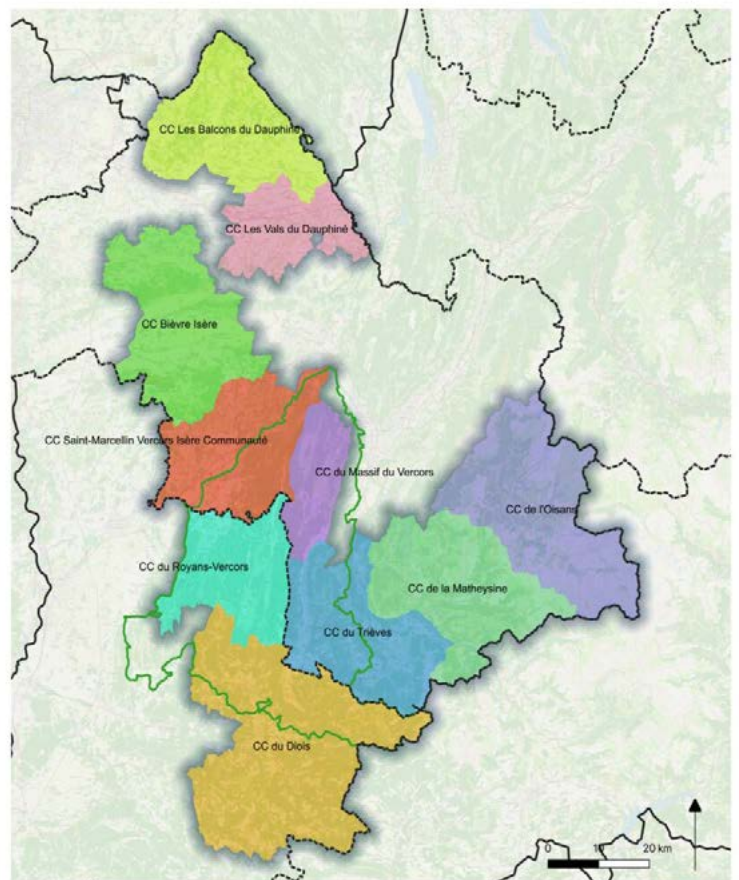 CC Les Balcons du Dauphiné
CC Les Vals du Dauphiné
CC Bièvre Isère
CC Saint-Marcellin Vercors Isère Communauté
CC du Massif du Vercors
CC de l'Oisans
CC du Royans-Vercors
CC de la Matheysine
CC du Trièves
CC du Diois
0 10 20 km